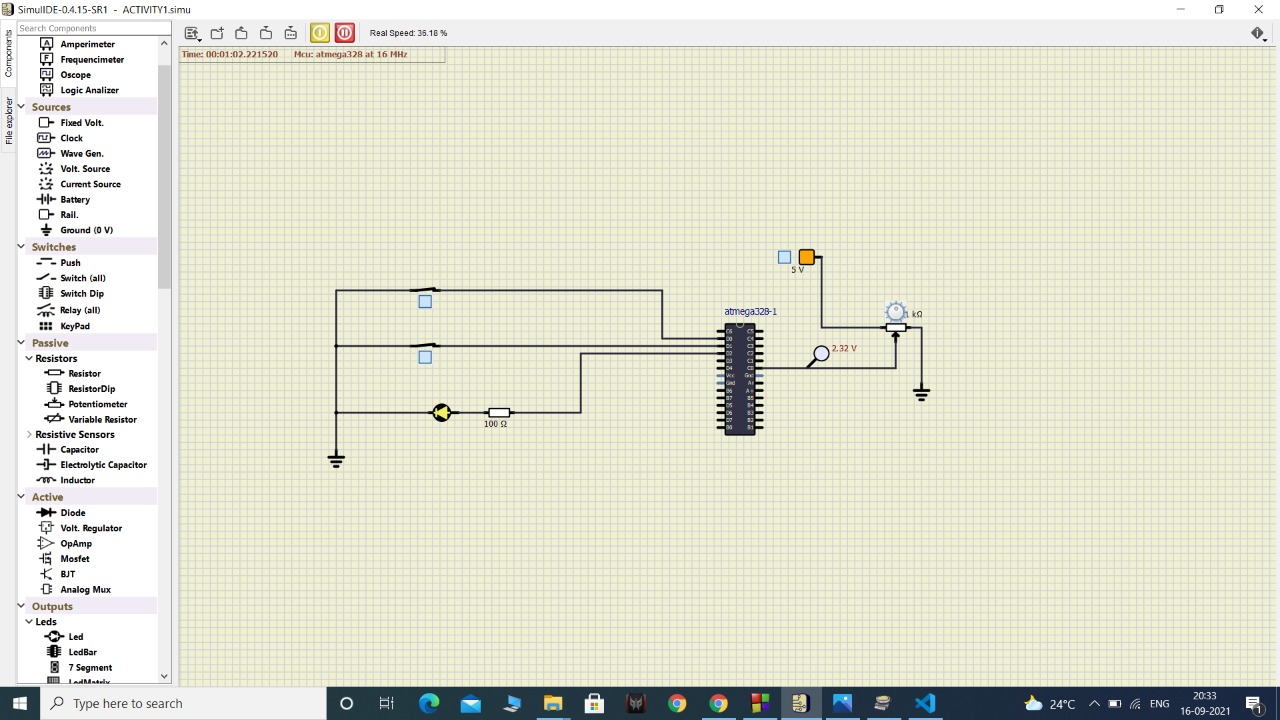 SimulIDE-0.4.15-SR1 - ACTIVITY1.simu
Search Components
Real Speed: 36.18 %
Time: 00:01:02.221520 Mcu: atmega328 at 16 MHz
Components
File explorer
Amperimeter
Frequencimeter
Oscope
Logic Analizer
Sources
Fixed Volt.
Clock
Wave Gen.
Volt. Source
Current Source
Battery
Rail.
Ground (0 V)
Switches
Push
Switch (all)
Switch Dip
Relay (all)
KeyPad
Passive
Resistors
Resistor
ResistorDip
Potentiometer
Variable Resistor
Resistive Sensors
Capacitor
Electrolytic Capacitor
Inductor
Active
Diode
Volt. Regulator
OpAmp
Mosfet
BJT
Analog Mux
Outputs
Leds
Led
LedBar
7 Segment
LedMatrix
5 V
atmega328-1
1 kΩ
2.32 V
100 Ω
Type here to search
24°C
ENG
20:33
16-09-2021